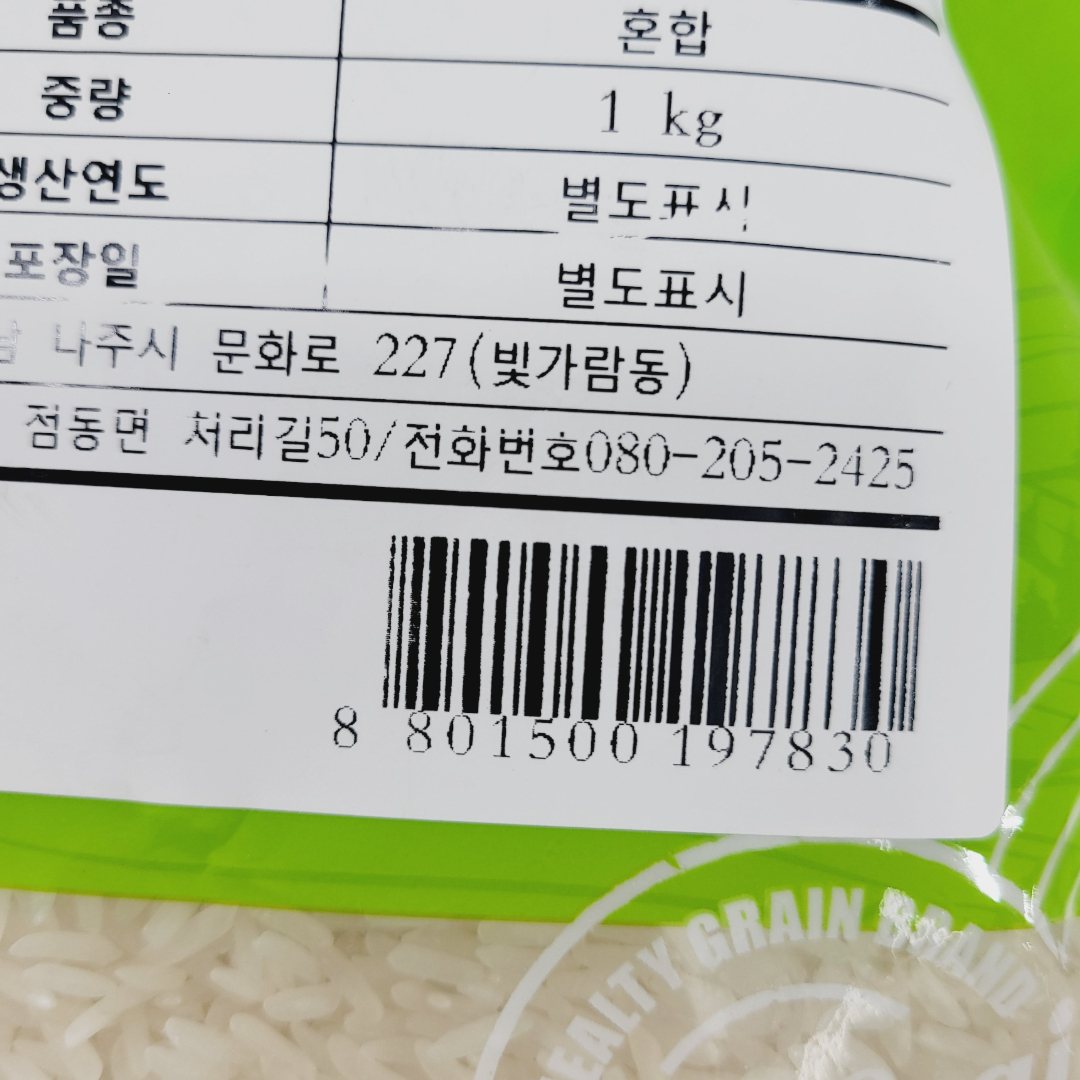 품종 혼합
중량 1 kg
생산연도 별도표시
포장일 별도표시
나주시 문화로 227(빛가람동)
점동면 처리길50/전화번호080-205-2425
8 801500 197830
EALTY GRAIN BRAND